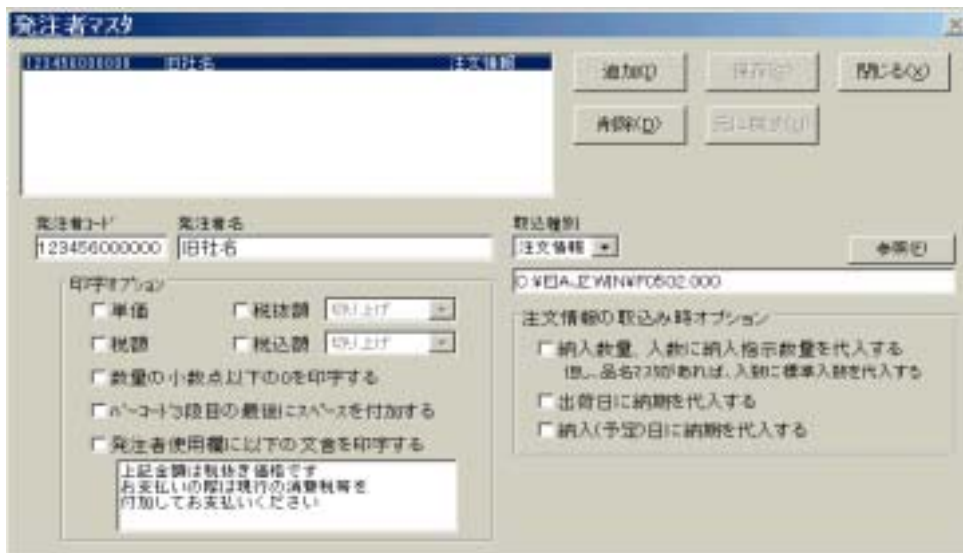 発注者マスタ
123456000000 旧社名 注文情報
追加(I) 保存(S) 閉じる(X)
削除(D) 元に戻す(U)
発注者コード 発注者名
123456000000 旧社名
取込種別
注文情報 参照(F)
印字オプション
単価 税抜額 切り上げ
税額 税込額 切り上げ
数量の小数点以下の0を印字する
バーコード3段目の最後にスペースを付加する
発注者使用欄に以下の文言を印字する
上記金額は税抜き価格です
お支払いの際は現行の消費税等を
付加してお支払いください
注文情報の取込み時オプション
納入数量、入数に納入指示数量を代入する
但し、品名マスタがあれば、入数に標準入数を代入する
出荷日に納期を代入する
納入(予定)日に納期を代入する